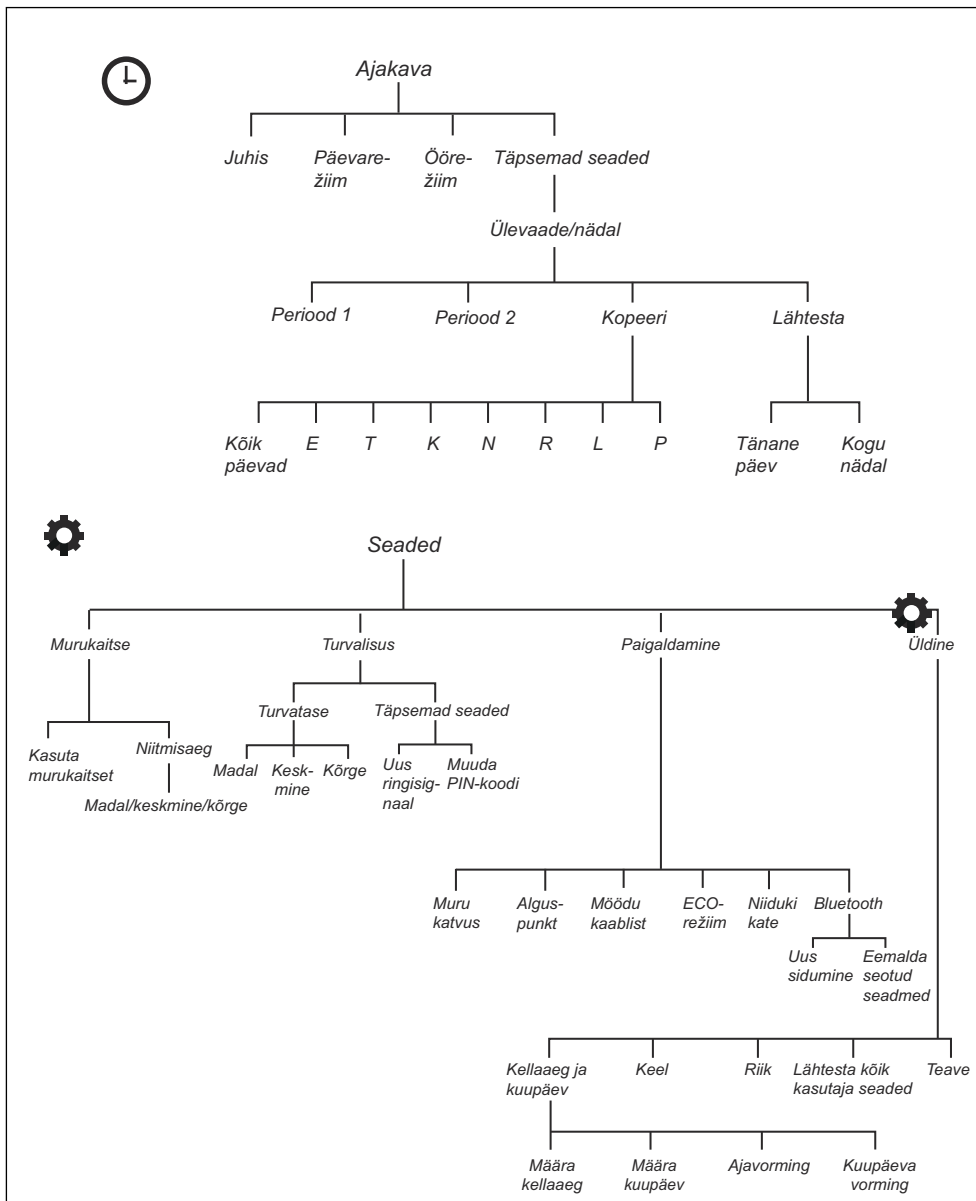 Ajakava
Juhis
Päevare-
žiim
Ööre-
žiim
Täpsemad seaded
Ülevaade/nädal
Periood 1
Periood 2
Kopeeri
Lähtesta
Kõik
päevad
E
T
K
N
R
L
P
Tänane
päev
Kogu
nädal
Seaded
Murukaitse
Turvalisus
Paigaldamine
Üldine
Kasuta
murukaitset
Niitmisaeg
Madal/keskmine/kõrge
Turvatase
Täpsemad seaded
Madal
Kesk-
mine
Kõrge
Uus
ringisig-
naal
Muuda
PIN-koodi
Muru
katvus
Algus-
punkt
Möödu
kaablist
ECO-
režiim
Niiduki
kate
Bluetooth
Uus
sidumine
Eemalda
seotud
seadmed
Kellaaeg ja
kuupäev
Keel
Riik
Lähtesta kõik
kasutaja seaded
Teave
Määra
kellaaeg
Määra
kuupäev
Ajavorming
Kuupäeva
vorming